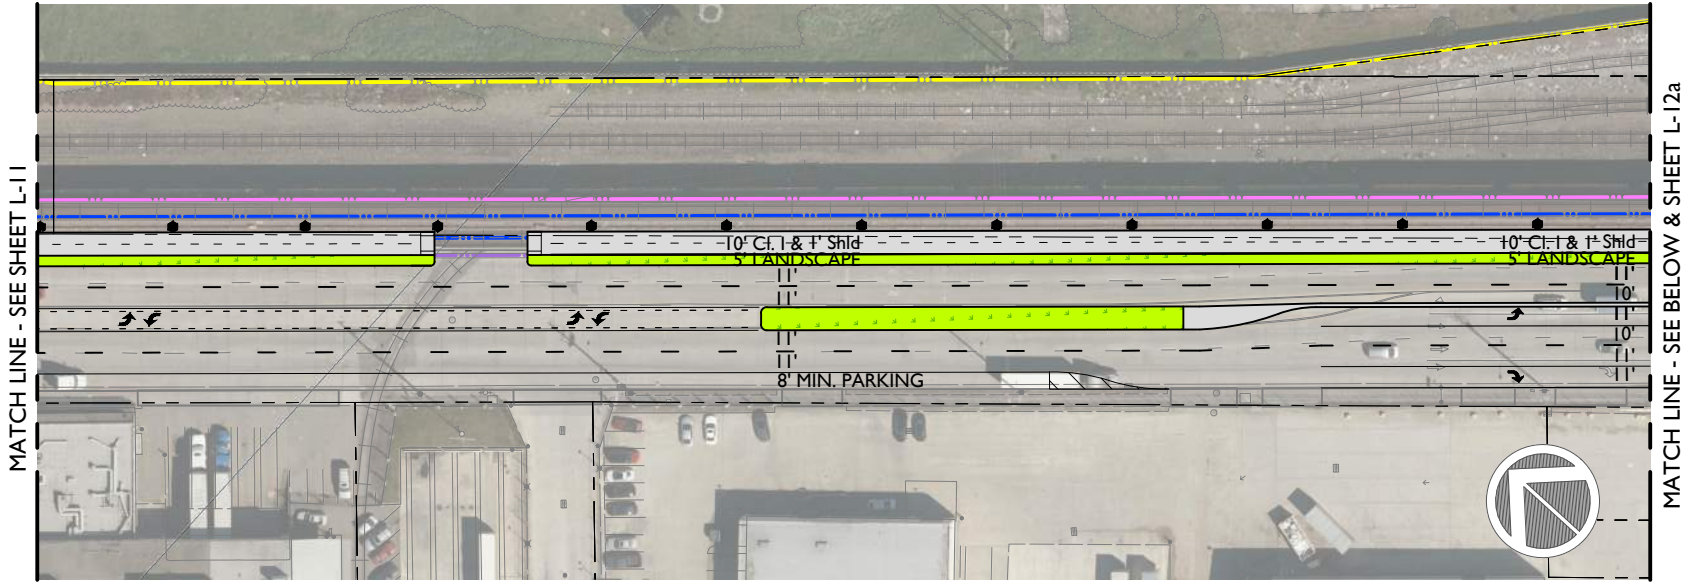 MATCH LINE - SEE SHEET L-11
10' Cl. I & 1' Shld
5' LANDSCAPE
10' Cl. I & 1' Shld
5' LANDSCAPE
11'
11'
10'
10'
11'
11'
8' MIN. PARKING
MATCH LINE - SEE BELOW & SHEET L-12a